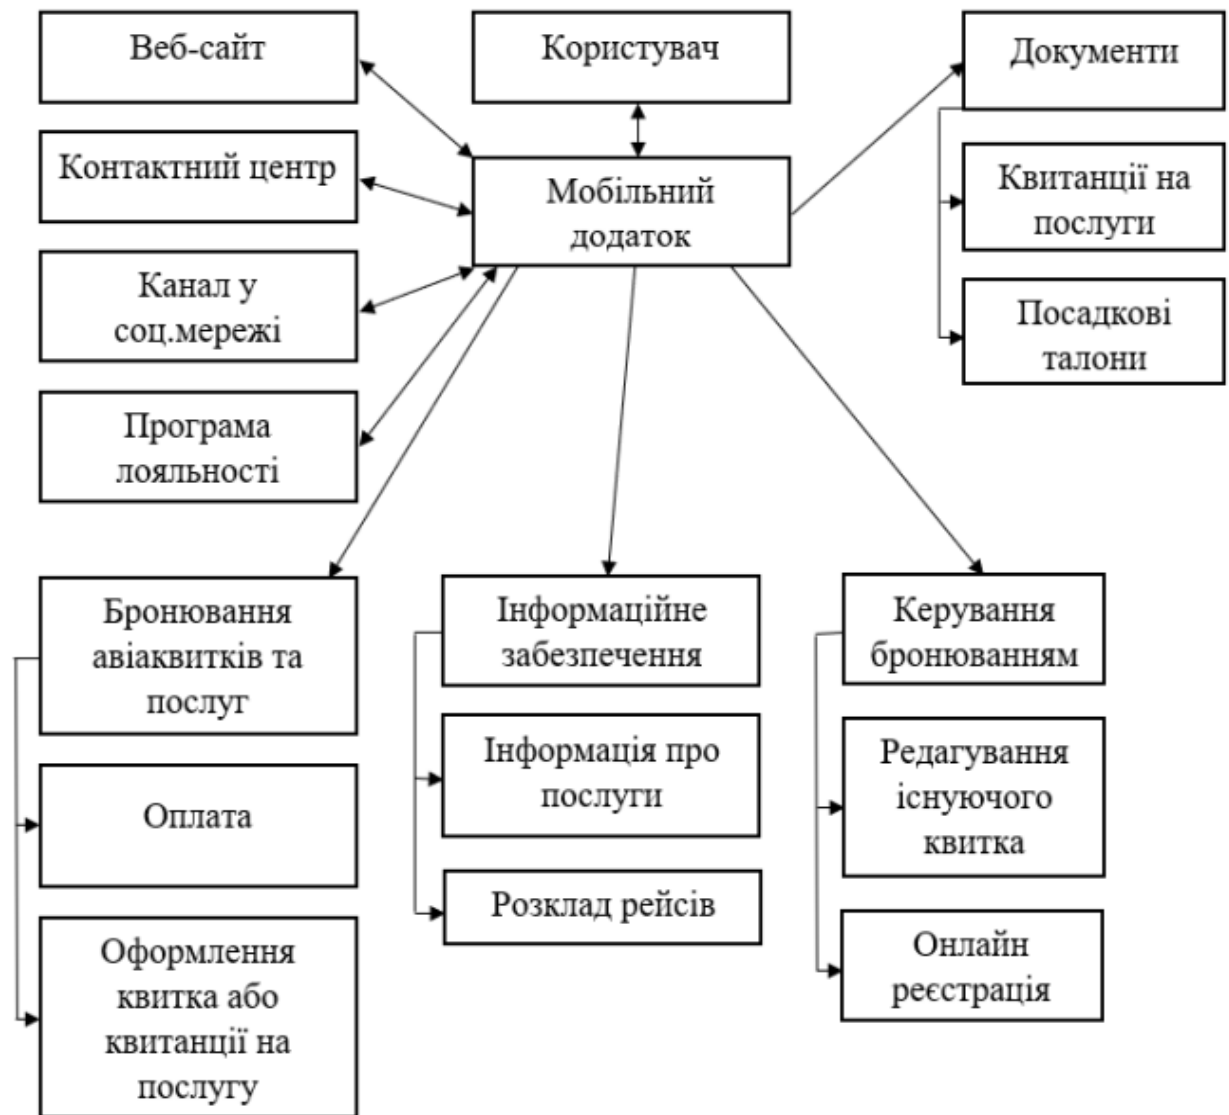 Веб-сайт
Користувач
Документи
Контактний центр
Мобільний
додаток
Квитанції на
послуги
Канал у
соц.мережі
Посадкові
талони
Програма
лояльності
Бронювання
авіаквитків та
послуг
Оплата
Оформлення
квитка або
квитанції на
послугу
Інформаційне
забезпечення
Інформація про
послуги
Розклад рейсів
Керування
бронюванням
Редагування
існуючого
квитка
Онлайн
реєстрація